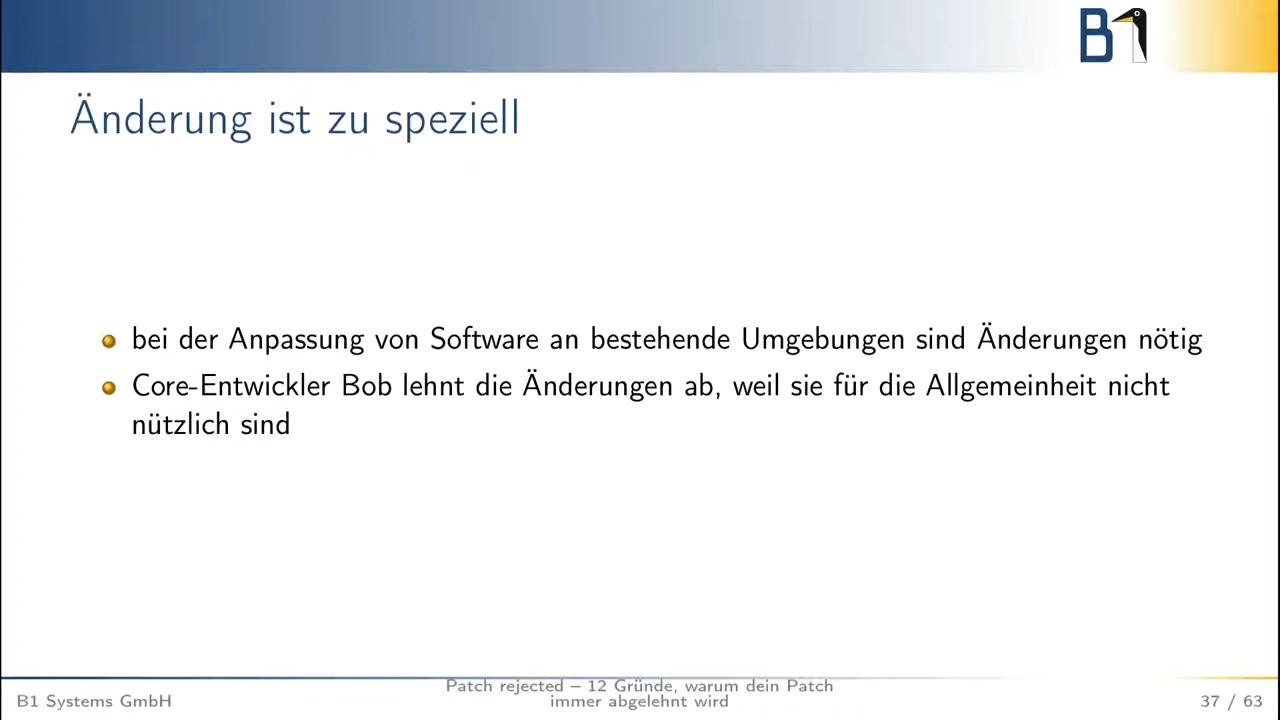 B1
Änderung ist zu speziell
bei der Anpassung von Software an bestehende Umgebungen sind Änderungen nötig
Core-Entwickler Bob lehnt die Änderungen ab, weil sie für die Allgemeinheit nicht
nützlich sind
B1 Systems GmbH
Patch rejected – 12 Gründe, warum dein Patch
immer abgelehnt wird
37 / 63